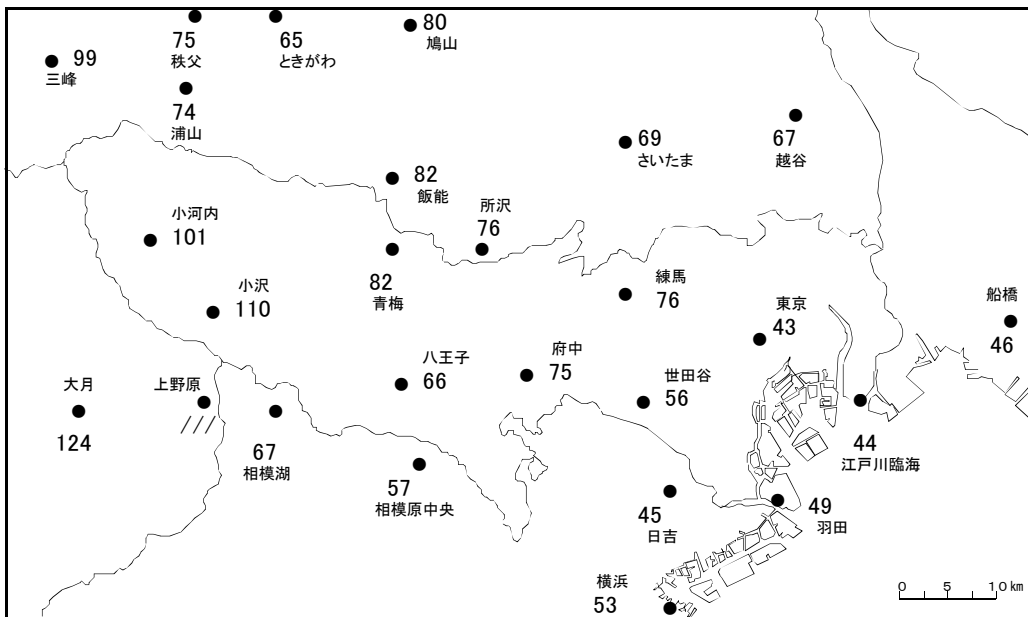 75
秩父
65
ときがわ
80
鳩山
99
三峰
74
浦山
69
さいたま
67
越谷
82
飯能
所沢
76
小河内
101
82
青梅
小沢
110
練馬
76
東京
43
船橋
46
大月
124
上野原
///
67
相模湖
八王子
66
府中
75
世田谷
56
44
江戸川臨海
57
相模原中央
45
日吉
49
羽田
横浜
53
0 5 10km